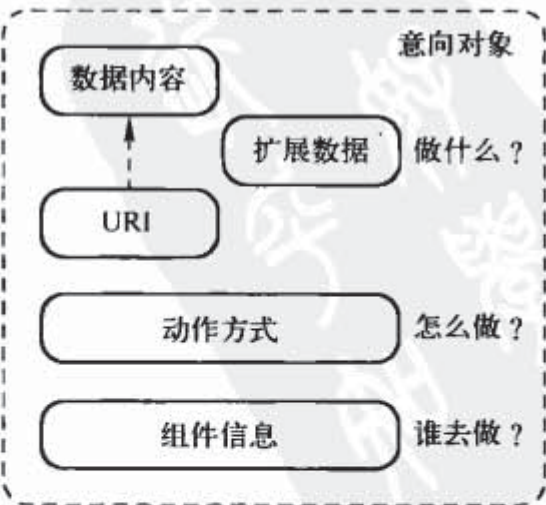 意向对象
数据内容
扩展数据 做什么?
URI
动作方式 怎么做?
组件信息 谁去做?